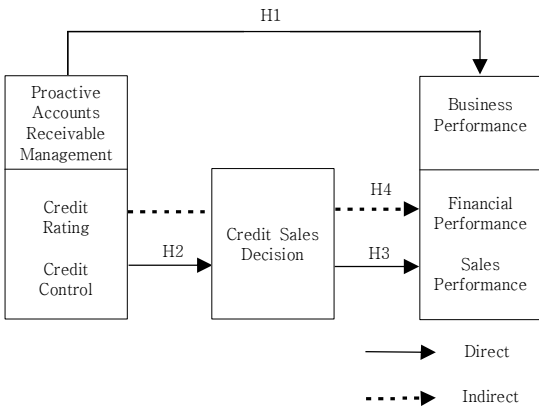 H1
Proactive
Accounts
Receivable
Management
Credit
Rating
Credit
Control
H2
Credit Sales
Decision
H4
H3
Business
Performance
Financial
Performance
Sales
Performance
Direct
Indirect